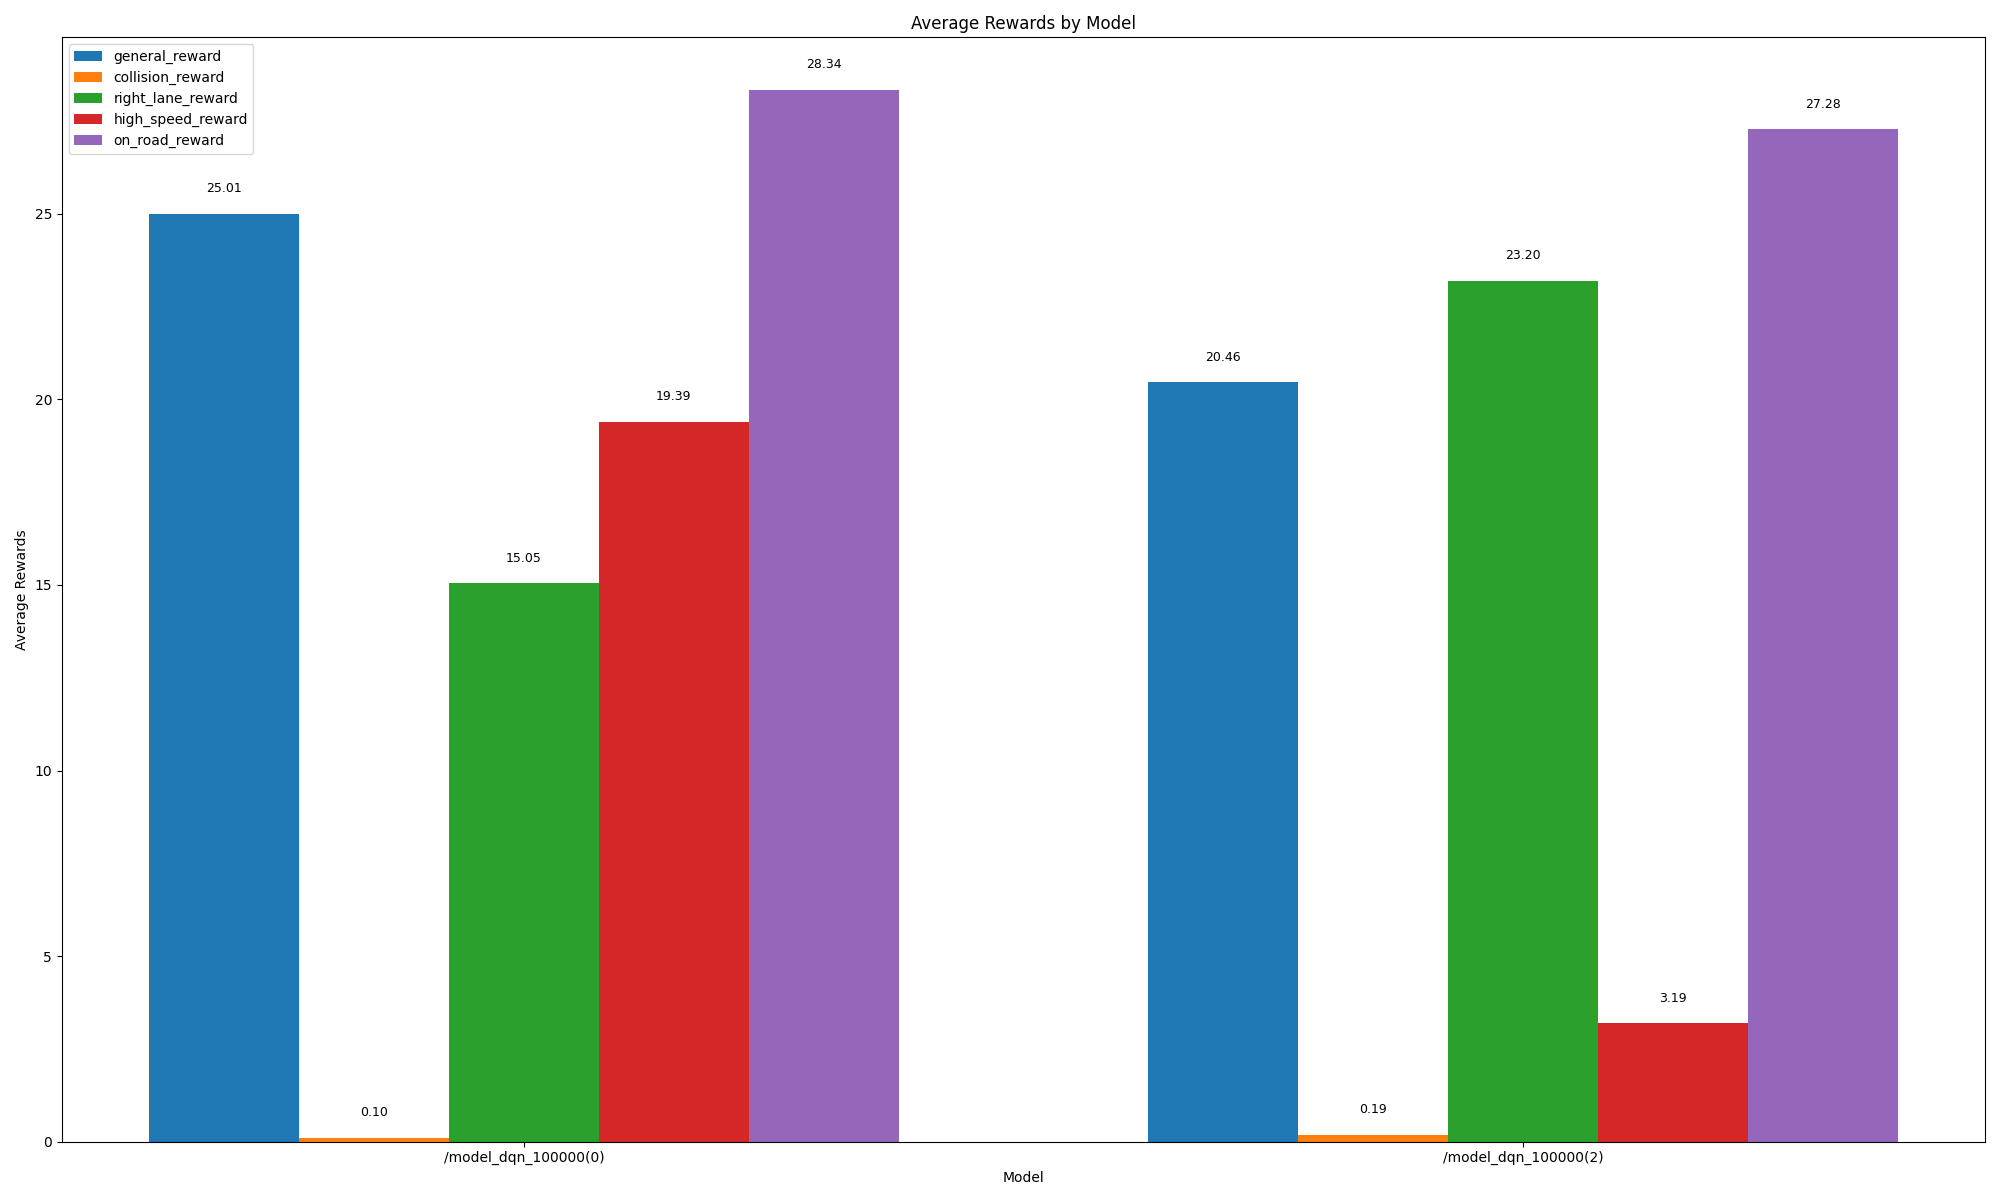 Average Rewards by Model
general_reward
collision_reward
right_lane_reward
high_speed_reward
on_road_reward
28.34
27.28
25.01
23.20
20.46
19.39
15.05
3.19
0.10
0.19
25
20
15
10
5
0
Average Rewards
/model_dqn_100000(0)
/model_dqn_100000(2)
Model